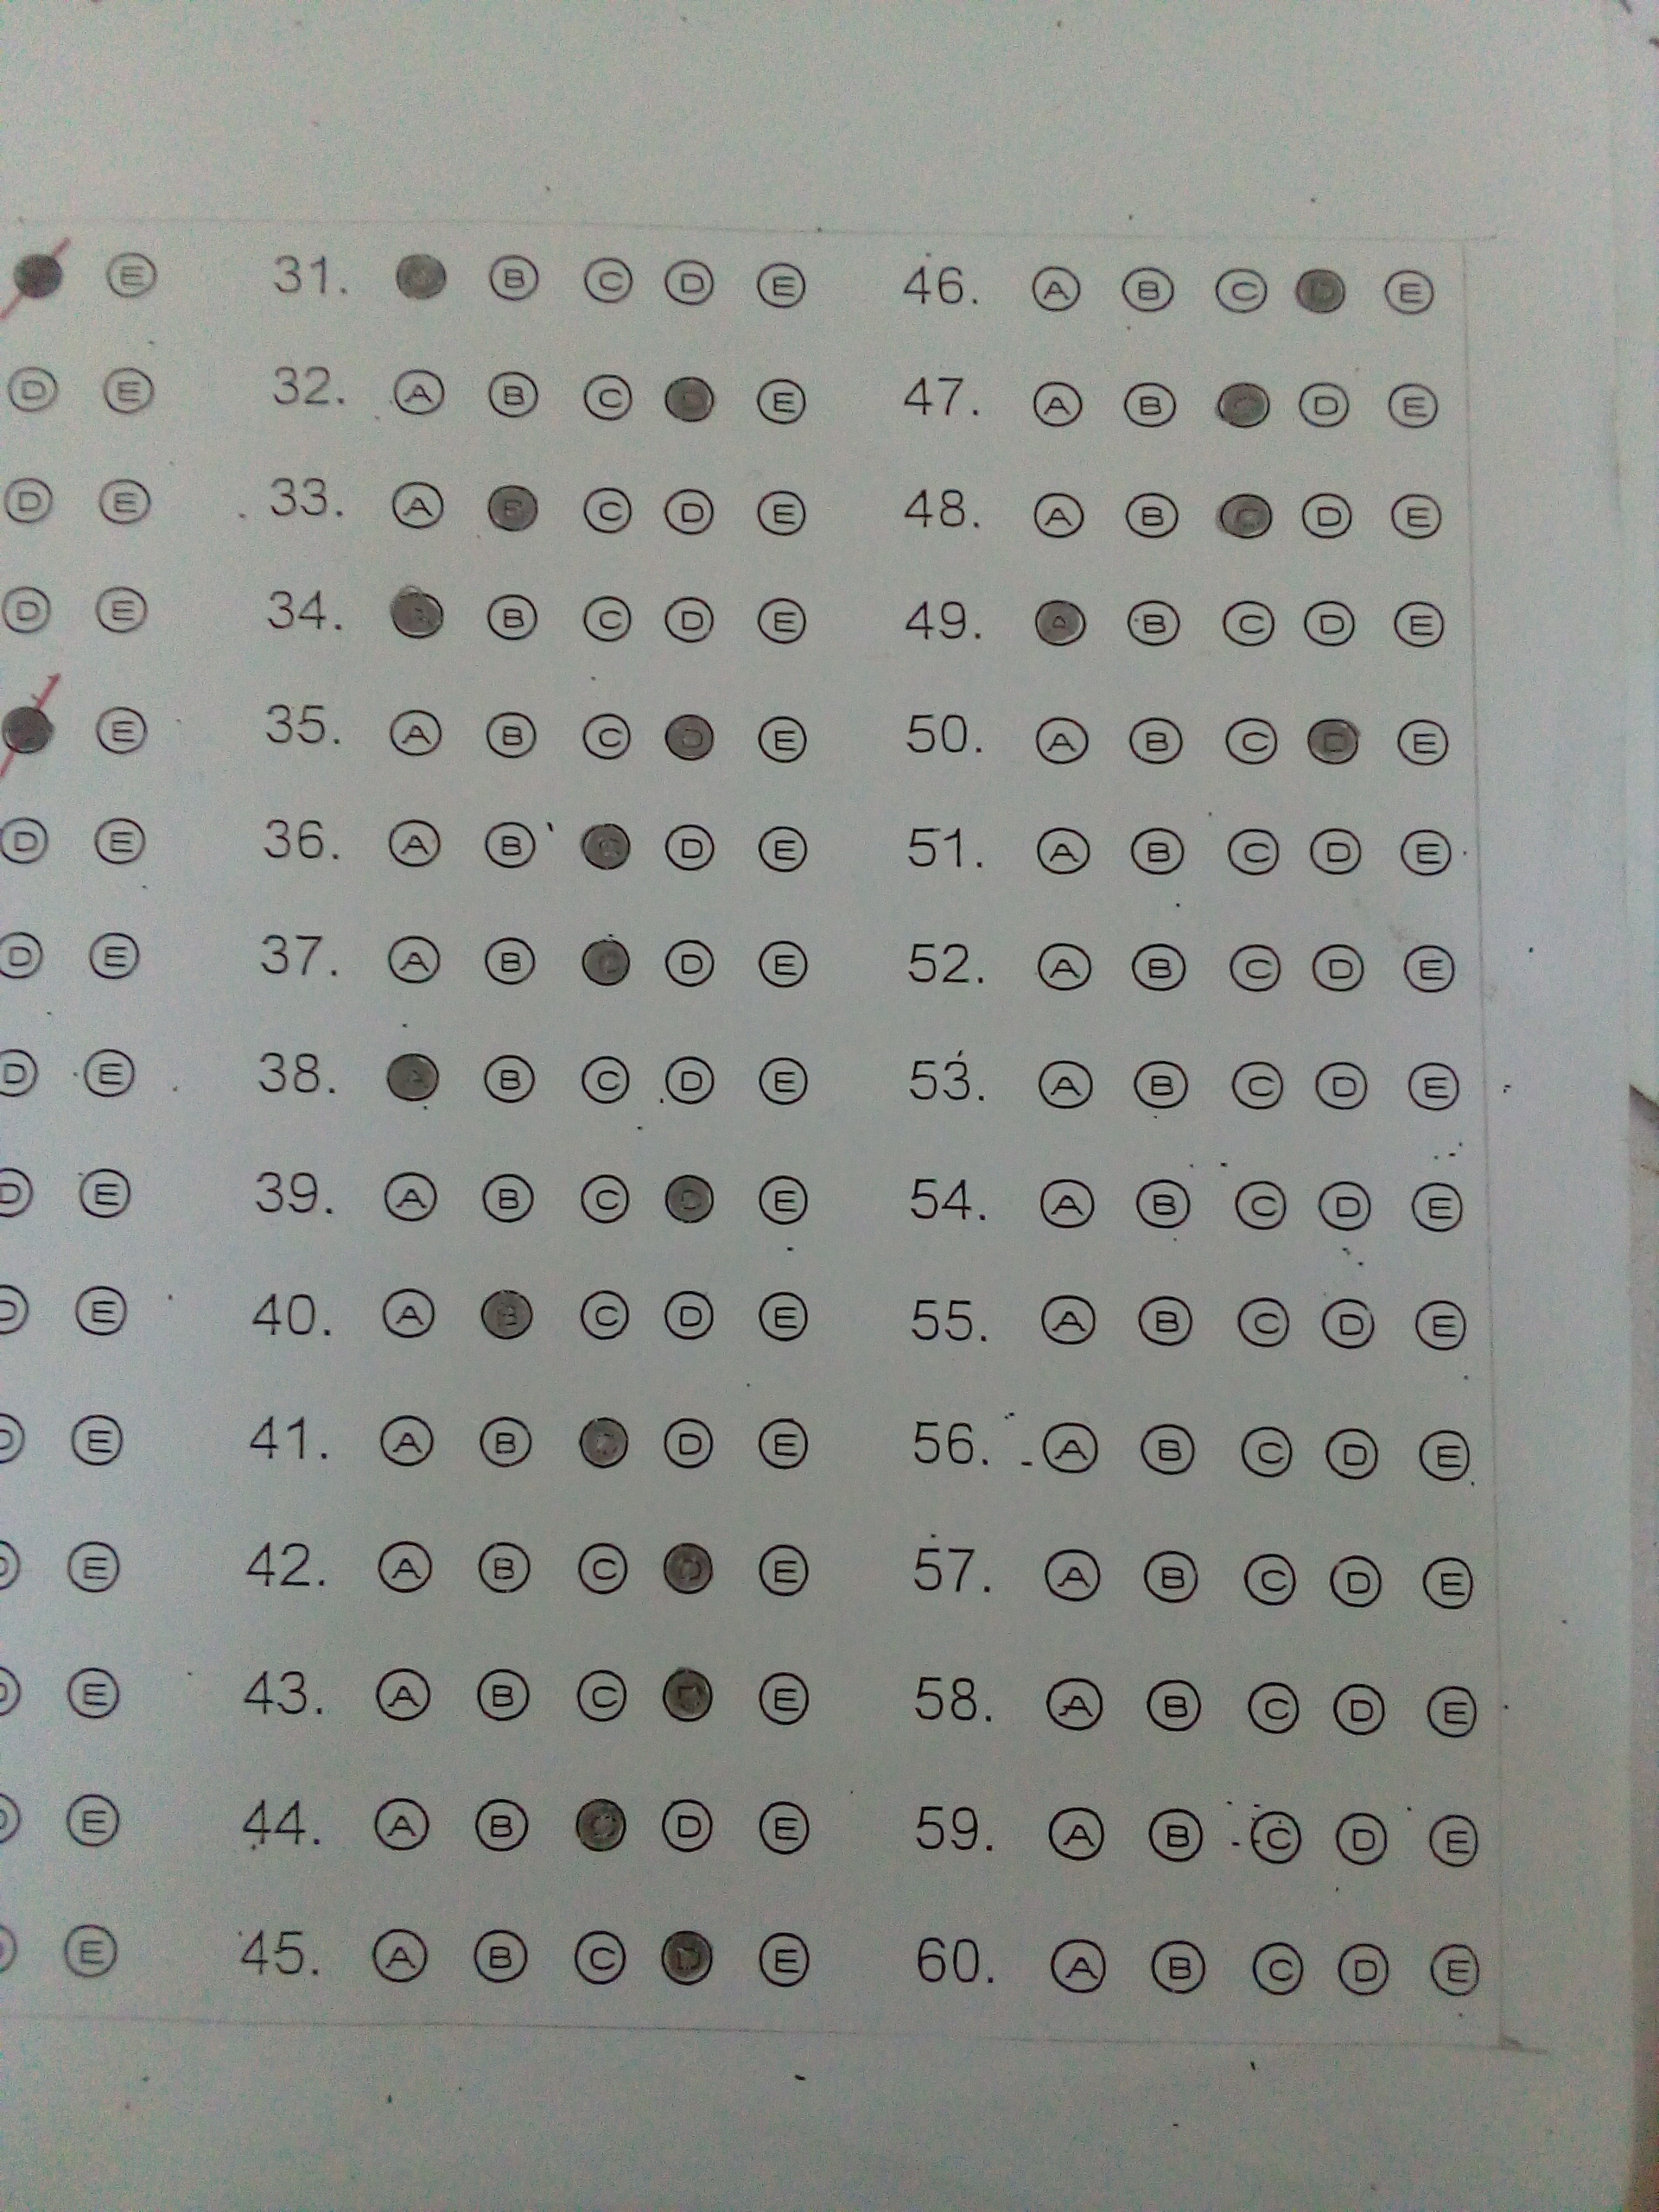 E 31. B C D E 46. A B C D E
D E 32. A B C D E 47. A B C D E
D E 33. A B C D E 48. A B C D E
D E 34. A B C D E 49. A B C D E
E 35. A B C D E 50. A B C D E
D E 36. A B C D E 51. A B C D E
D E 37. A B D E 52. A B C D E
D E 38. A B C D E 53. A B C D E
D E 39. A B C D E 54. A B C D E
D E 40. A B C D E 55. A B C D E
D E 41. A B C D E 56. A B C D E
D E 42. A B C D E 57. A B C D E
D E 43. A B C D E 58. A B C D E
D E 44. A B C D E 59. A B C D E
E 45. A B C D E 60. A B C D E